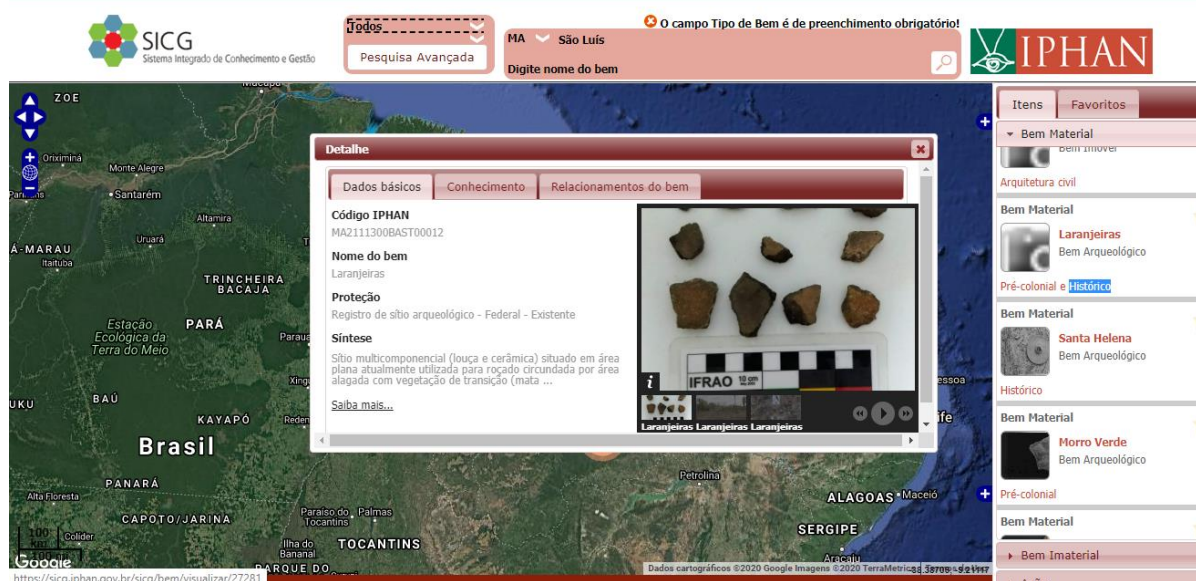 SICG
Sistema Integrado de Conhecimento e Gestão
Todos
Pesquisa Avançada
O campo Tipo de Bem é de preenchimento obrigatório!
MA São Luís
Digite nome do bem
IPHAN
ZOE
Oriximiná
Monte Alegre
Santarém
Altamira
Uruará
Itaituba
TRINCHEIRA
BACAJA
Estação
Ecológica da
Terra do Meio
PARÁ
BAÚ
KAYAPÓ
Brasil
PANARÁ
Alta Floresta
CAPOTO/JARINA
Colíder
100
km
Google
Paraíso do
Tocantins
Palmas
Ilha do
Bananal
TOCANTINS
PARQUE DO
Petrolina
ALAGOAS
Maceió
SERGIPE
Aracaju
Detalhe
Dados básicos
Conhecimento
Relacionamentos do bem
Código IPHAN
MA2111300BAST00012
Nome do bem
Laranjeiras
Proteção
Registro de sítio arqueológico - Federal - Existente
Síntese
Sítio multicomponencial (louça e cerâmica) situado em área
plana atualmente utilizada para roçado circundada por área
alagada com vegetação de transição (mata ...
Saiba mais...
IFRAO 10 cm
Laranjeiras Laranjeiras Laranjeiras
Itens
Favoritos
Bem Material
Bem Imóvel
Arquitetura civil
Bem Material
Laranjeiras
Bem Arqueológico
Pré-colonial e Histórico
Bem Material
Santa Helena
Bem Arqueológico
Histórico
Bem Material
Morro Verde
Bem Arqueológico
Pré-colonial
Bem Material
Bem Imaterial
Dados cartográficos ©2020 Google Imagens ©2020 TerraMetrics
https://sicg.iphan.gov.br/sicg/bem/visualizar/27281